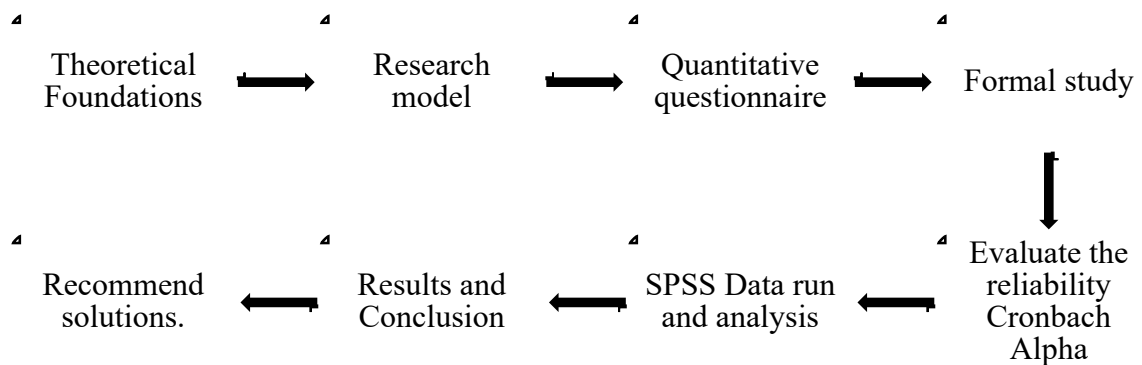 Theoretical
Foundations
Research
model
Quantitative
questionnaire
Formal study
Evaluate the
reliability
Cronbach
Alpha
SPSS Data run
and analysis
Results and
Conclusion
Recommend
solutions.